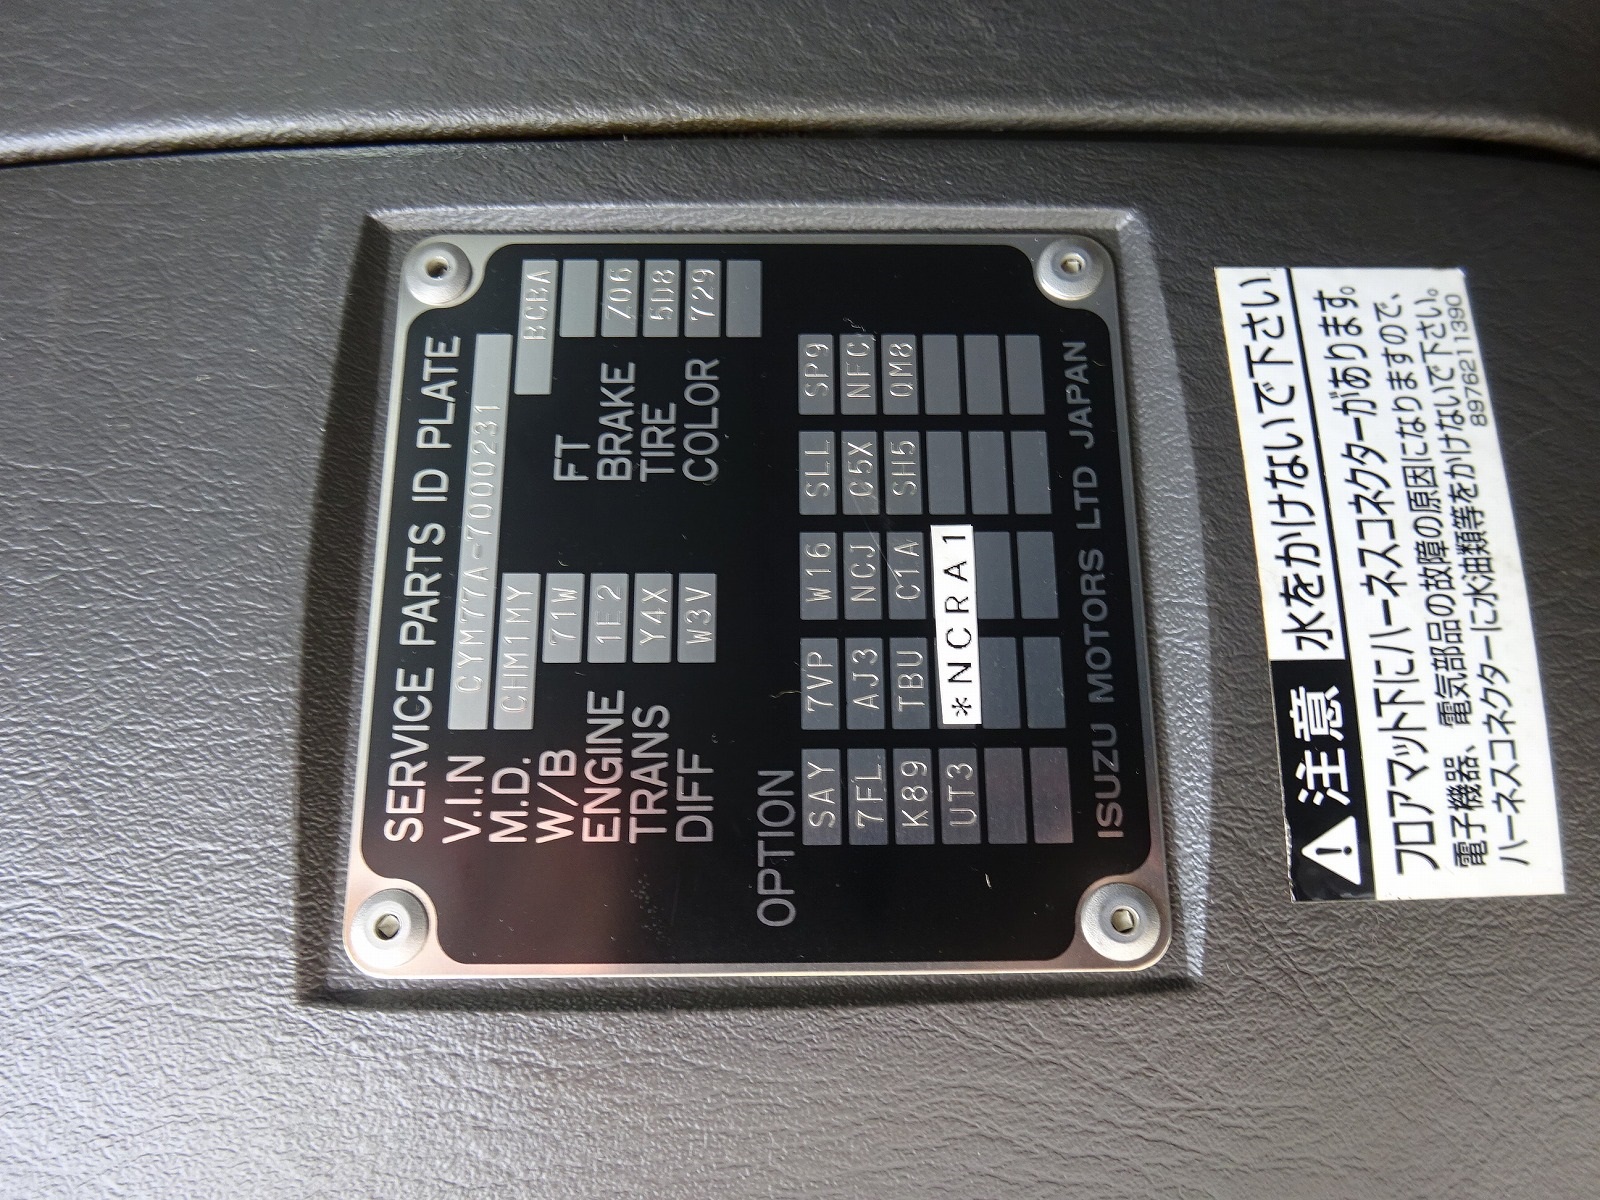 SERVICE PARTS ID PLATE
V.I.N CYM77A-7000231
M.D. CHM1MY BCBA
W/B 71W FT
ENGINE 1E2 BRAKE Z06
TRANS Y4X TIRE 5D8
DIFF W3V COLOR 729
OPTION
SAY 7VP W16 SLL SP9
7FL AJ3 NCJ C5X NFC
K89 TBU C1A SH5 QM8
UT3 *NCRA1
ISUZU MOTORS LTD JAPAN
注意 水をかけないで下さい
フロアマット下にハーネスコネクターがあります。
電子機器、電気部品の故障の原因になりますので、
ハーネスコネクターに水油類等をかけないで下さい。
8976211390